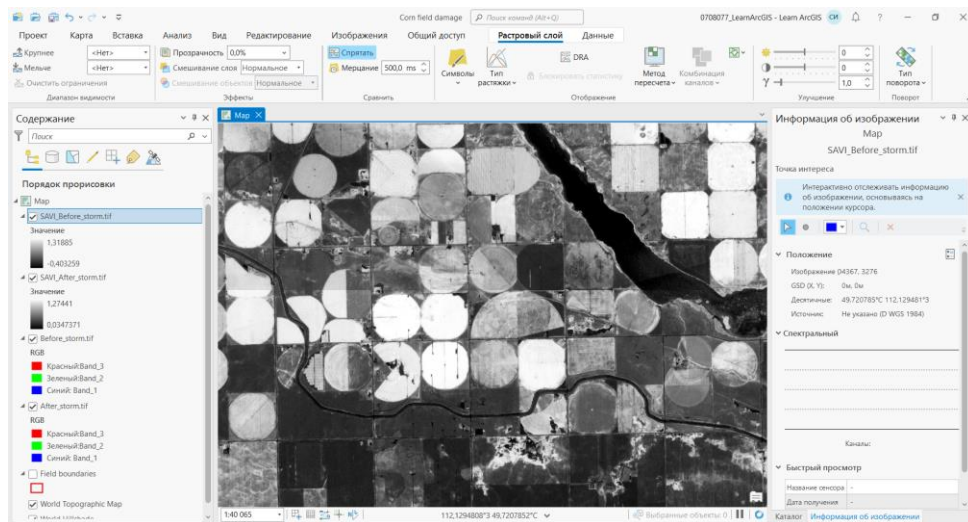 Corn field damage
Поиск команд (Alt+Q)
0708077_LearnArcGIS - Learn ArcGIS
СИ
?
Проект Карта Вставка Анализ Вид Редактирование Изображения Общий доступ Растровый слой Данные
Крупнее <Нет>
Мельче <Нет>
Очистить ограничения
Диапазон видимости
Прозрачность 0,0%
Смешивание слоя Нормальное
Смешивание объектов Нормальное
Эффекты
Спрятать
Мерцание 500,0 ms
Сравнить
Символы
Тип растяжки
DRA
Блокировать статистику
Метод пересчета
Комбинация каналов
Отображение
0
0
1,0
Улучшение
Тип поворота
Поворот
Содержание
Поиск
Порядок прорисовки
Map
SAVI_Before_storm.tif
Значение
1,31885
-0,403259
SAVI_After_storm.tif
Значение
1,27441
0,0347371
Before_storm.tif
RGB
Красный:Band_3
Зеленый:Band_2
Синий: Band_1
After_storm.tif
RGB
Красный:Band_3
Зеленый:Band_2
Синий: Band_1
Field boundaries
World Topographic Map
World Hillshade
Map
1:40 065
112,1294808°З 49,7207852°С
Выбранные объекты: 0
Информация об изображении
Map
SAVI_Before_storm.tif
Точка интереса
Интерактивно отслеживать информацию
об изображении, основываясь на
положении курсора.
Положение
Изображение 04367, 3276
GSD (X, Y): 0м, 0м
Десятичные: 49.720785°С 112.129481°З
Источник: Не указано (D WGS 1984)
Спектральный
Каналы:
Быстрый просмотр
Название сенсора -
Дата получения -
Каталог Информация об изображении